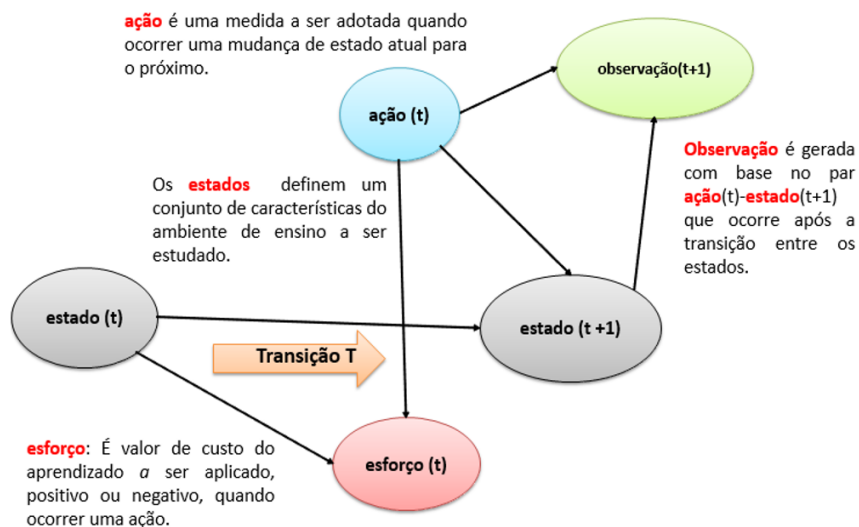 ação é uma medida a ser adotada quando
ocorrer uma mudança de estado atual para
o próximo.
observação(t+1)
ação (t)
Observação é gerada
com base no par
ação(t)-estado(t+1)
que ocorre após a
transição entre os
estados.
Os estados definem um
conjunto de características do
ambiente de ensino a ser
estudado.
estado (t)
estado (t +1)
Transição T
esforço: É valor de custo do
aprendizado a ser aplicado,
positivo ou negativo, quando
ocorrer uma ação.
esforço (t)